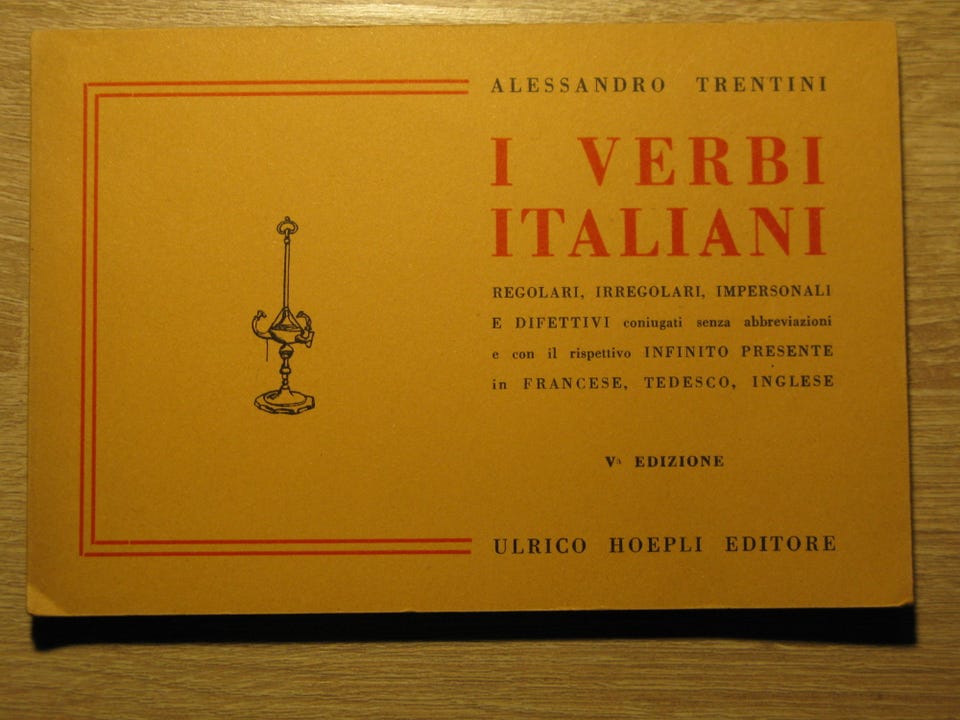 ALESSANDRO TRENTINI
I VERBI
ITALIANI
REGOLARI, IRREGOLARI, IMPERSONALI
E DIFETTIVI coniugati senza abbreviazioni
e con il rispettivo INFINITO PRESENTE
in FRANCESE, TEDESCO, INGLESE
Vª EDIZIONE
ULRICO HOEPLI EDITORE